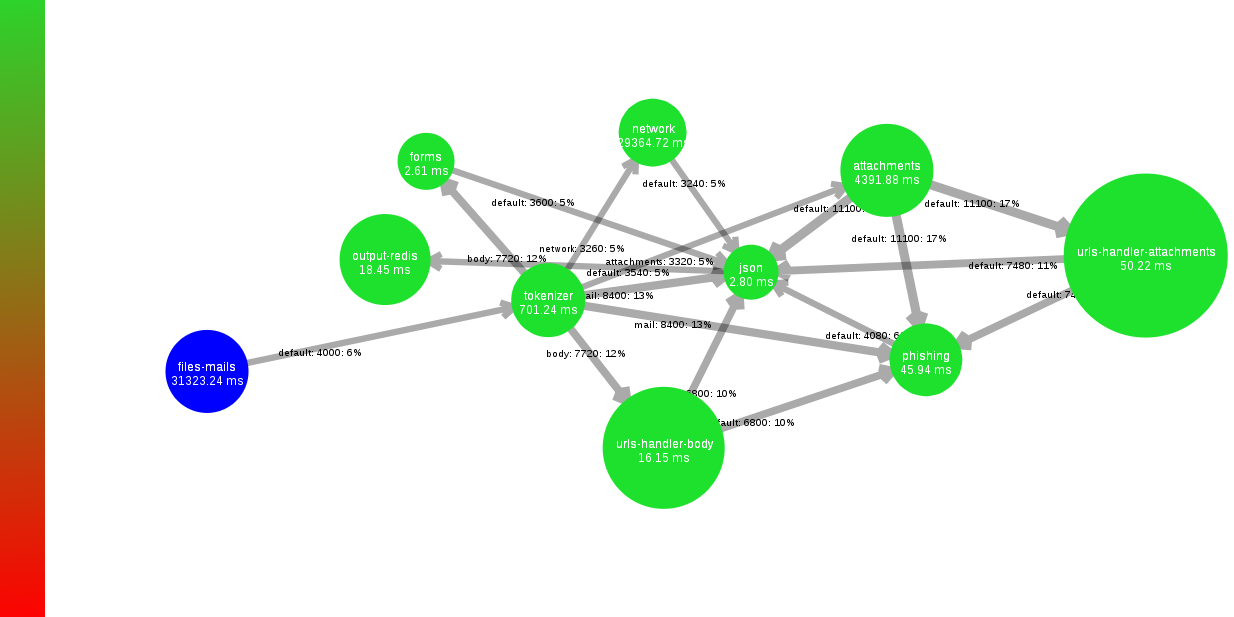 network
29364.72 ms
forms
2.61 ms
attachments
4391.88 ms
default: 3240: 5%
default: 3600: 5%
default: 11100:
default: 11100: 17%
default: 11100: 17%
network: 3260: 5%
body: 7720: 12%
attachments: 3320: 5%
default: 3540: 5%
output-redis
18.45 ms
urls-handler-attachments
50.22 ms
json
2.80 ms
default: 7480: 11%
tokenizer
701.24 ms
ail: 8400: 13%
default: 74
mail: 8400: 13%
default: 4080: 6
default: 4000: 6%
body: 7720: 12%
phishing
45.94 ms
files-mails
31323.24 ms
6800: 10%
fault: 6800: 10%
urls-handler-body
16.15 ms